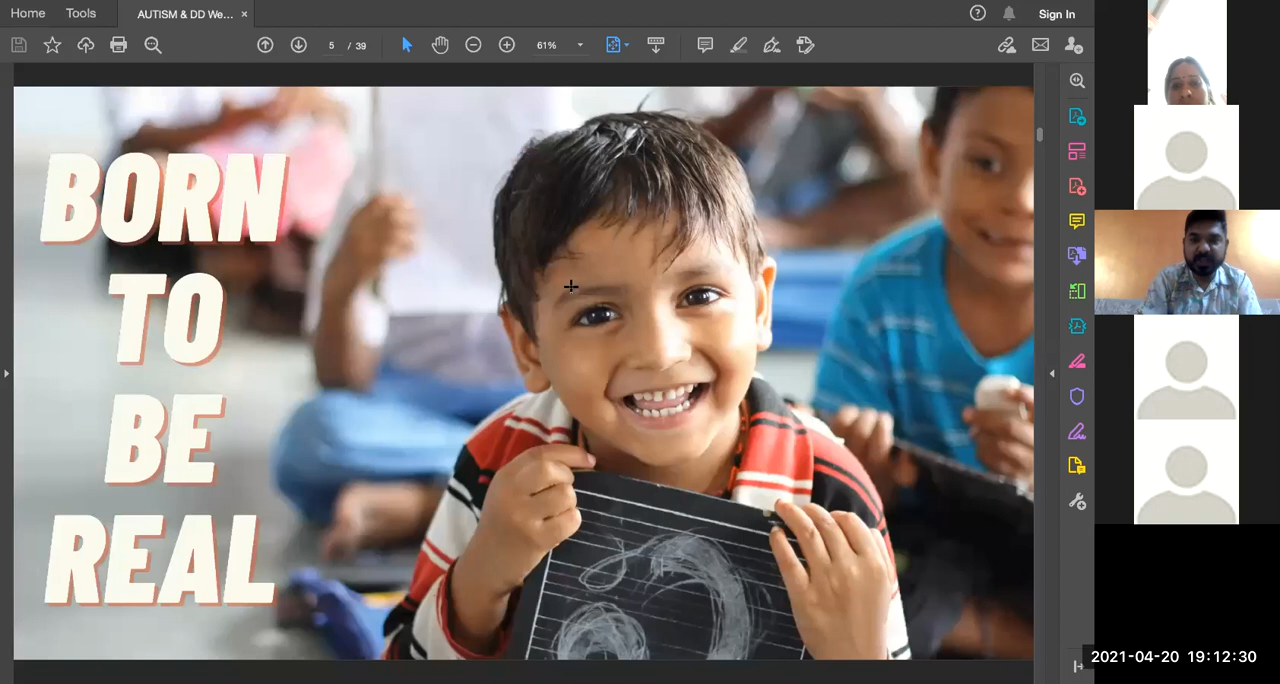 Home Tools AUTISM & DD We... × Sign In
5 / 39 61%
BORN
TO
BE
REAL
2021-04-20 19:12:30